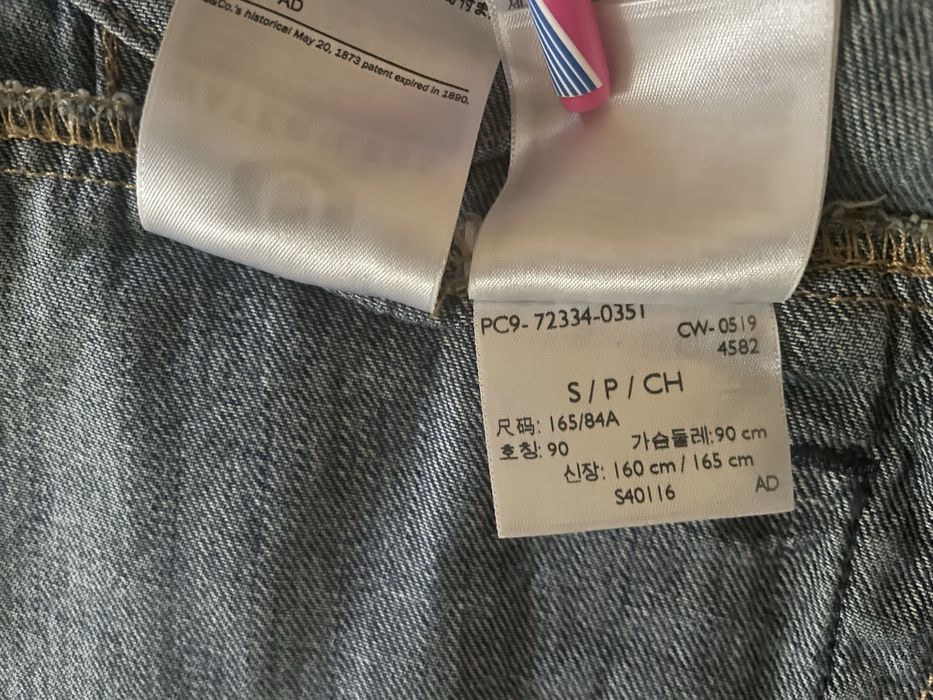 AD
&Co.'s historical May 20, 1873 patent expired in 1890.
PC9-72334-0351
CW-0519
4582
S / P / CH
尺码: 165/84A
호칭: 90 가슴둘레: 90 cm
신장: 160 cm / 165 cm
S40116 AD